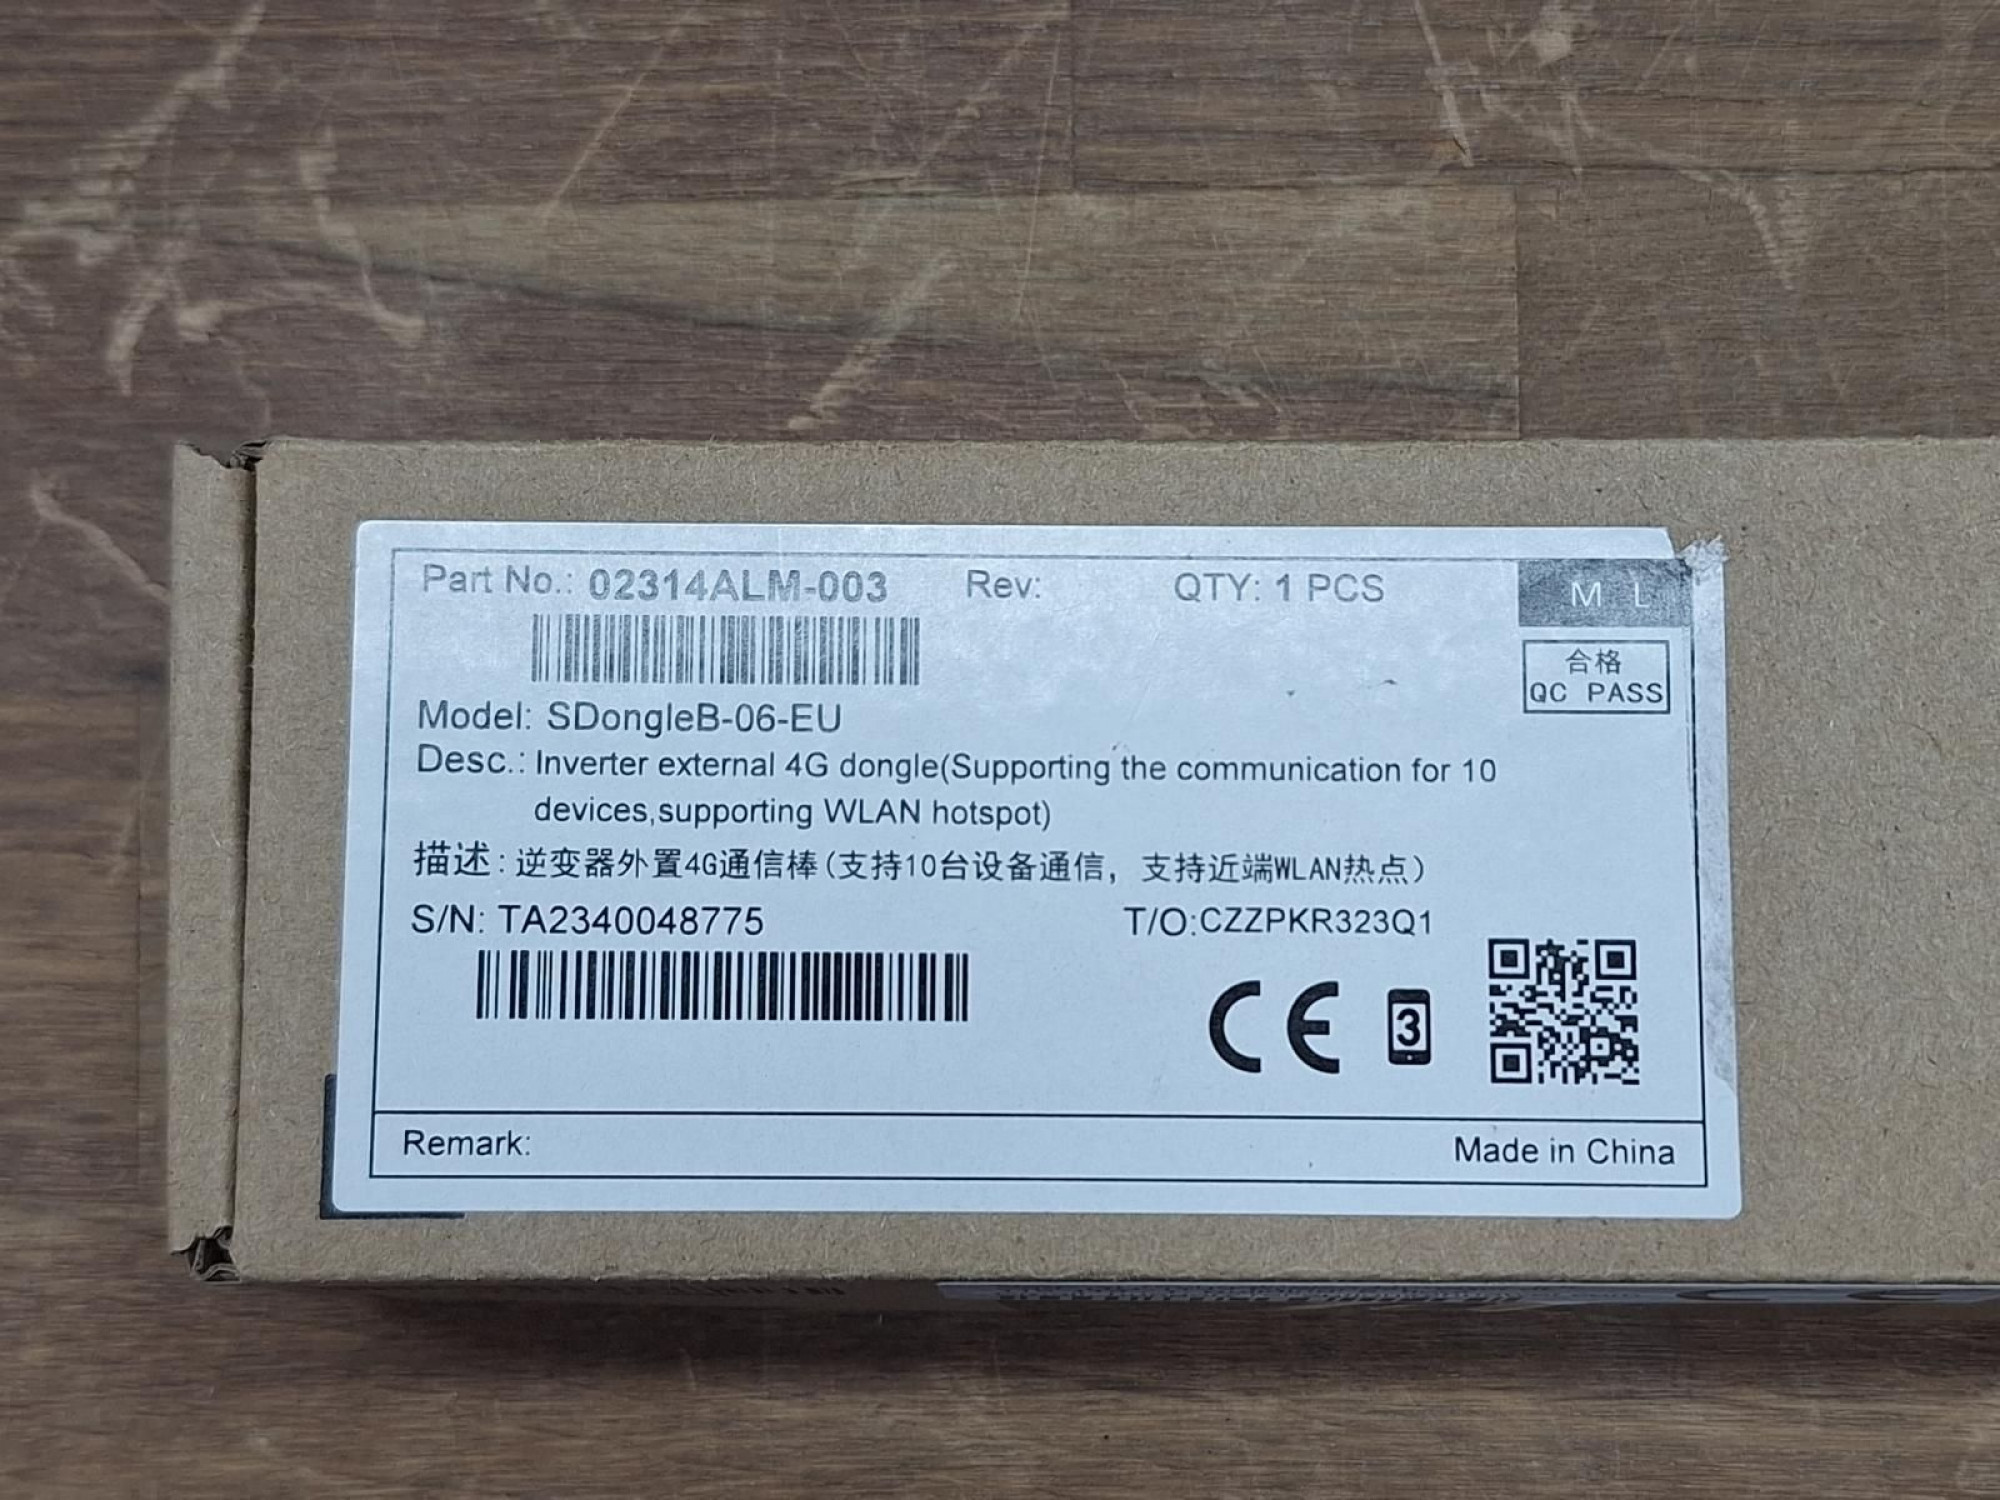 Part No.: 02314ALM-003 Rev: QTY: 1 PCS M L
合格
QC PASS
Model: SDongleB-06-EU
Desc.: Inverter external 4G dongle(Supporting the communication for 10
devices,supporting WLAN hotspot)
描述:逆变器外置4G通信棒(支持10台设备通信，支持近端WLAN热点)
S/N: TA2340048775 T/O:CZZPKR323Q1
CE 3
Remark: Made in China